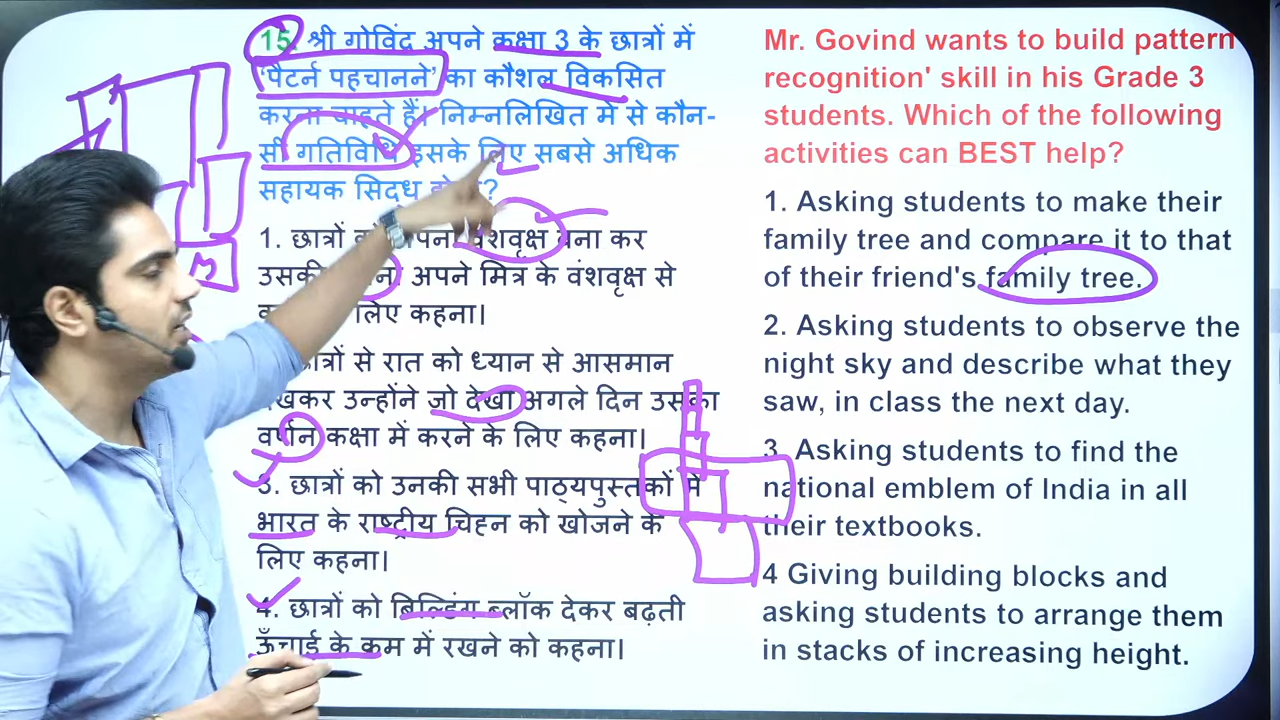 15. श्री गोविंद अपने कक्षा 3 के छात्रों में
'पैटर्न पहचानने' का कौशल विकसित
करना चाहते हैं। निम्नलिखित में से कौन-
सी गतिविधि इसके लिए सबसे अधिक
सहायक सिद्ध
1. छात्रों वंशवृक्ष बना कर
उसकी अपने मित्र के वंशवृक्ष से
लिए कहना।
छात्रों से रात को ध्यान से आसमान
देखकर उन्होंने जो देखा अगले दिन उसका
वर्णन कक्षा में करने के लिए कहना।
3. छात्रों को उनकी सभी पाठ्यपुस्तकों में
भारत के राष्ट्रीय चिह्न को खोजने के
लिए कहना।
4. छात्रों को बिल्डिंग ब्लॉक देकर बढ़ती
ऊँचाई के कम में रखने को कहना।
Mr. Govind wants to build pattern
recognition' skill in his Grade 3
students. Which of the following
activities can BEST help?
1. Asking students to make their
family tree and compare it to that
of their friend's family tree.
2. Asking students to observe the
night sky and describe what they
saw, in class the next day.
3. Asking students to find the
national emblem of India in all
their textbooks.
4 Giving building blocks and
asking students to arrange them
in stacks of increasing height.